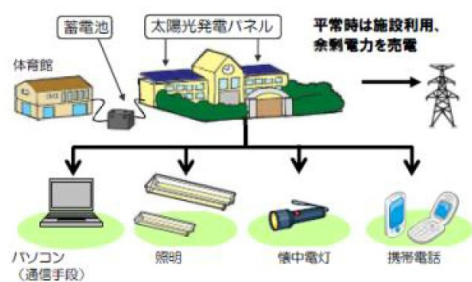 蓄電池
太陽光発電パネル
平常時は施設利用、
余剰電力を売電
体育館
パソコン
（通信手段）
照明
懐中電灯
携帯電話